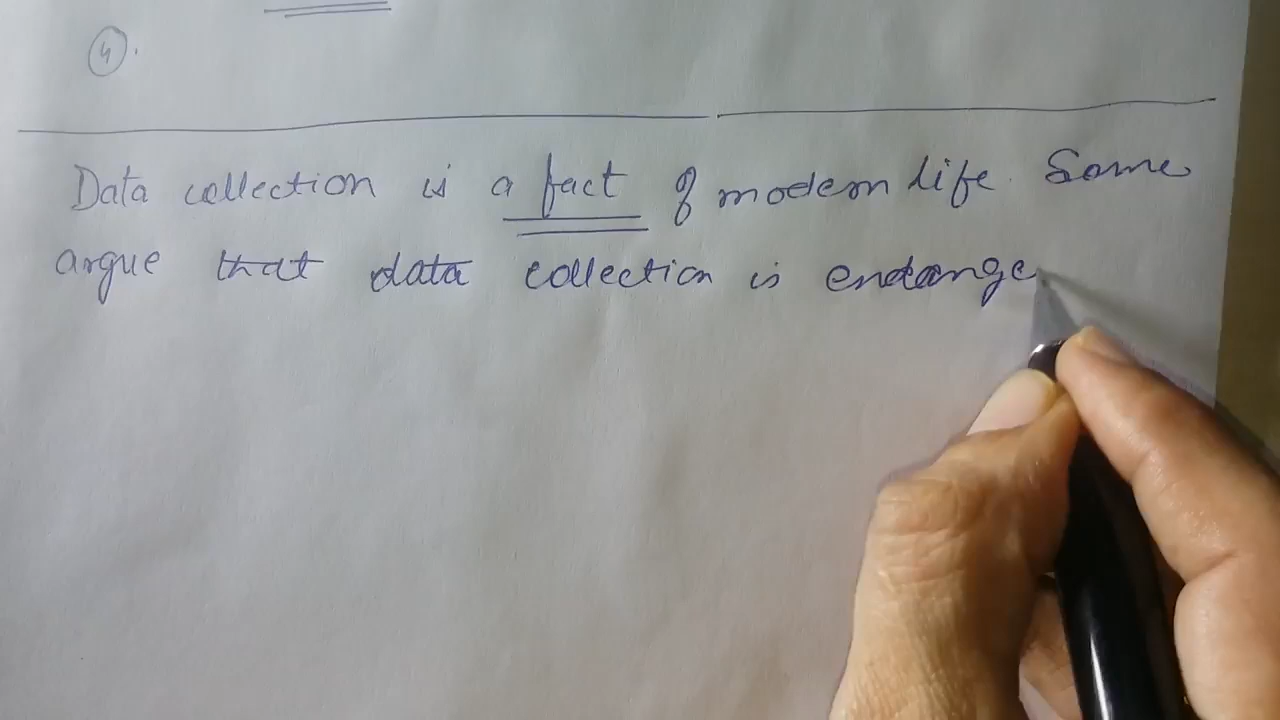 4.
Data collection is a fact of modern life. Some
argue that data collection is endange